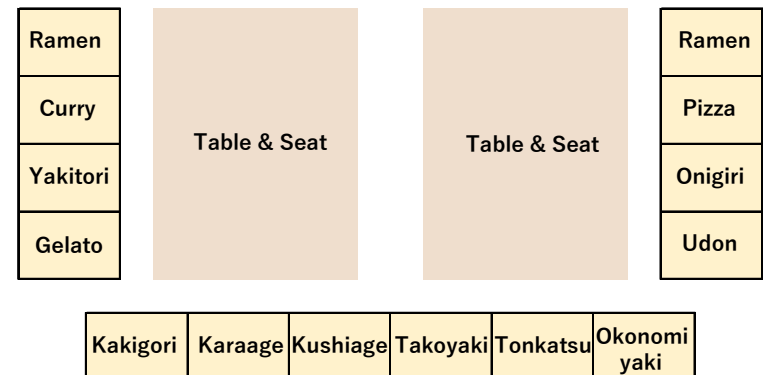 Ramen
Curry
Yakitori
Gelato
Table & Seat
Table & Seat
Ramen
Pizza
Onigiri
Udon
Kakigori
Karaage
Kushiage
Takoyaki
Tonkatsu
Okonomi
yaki